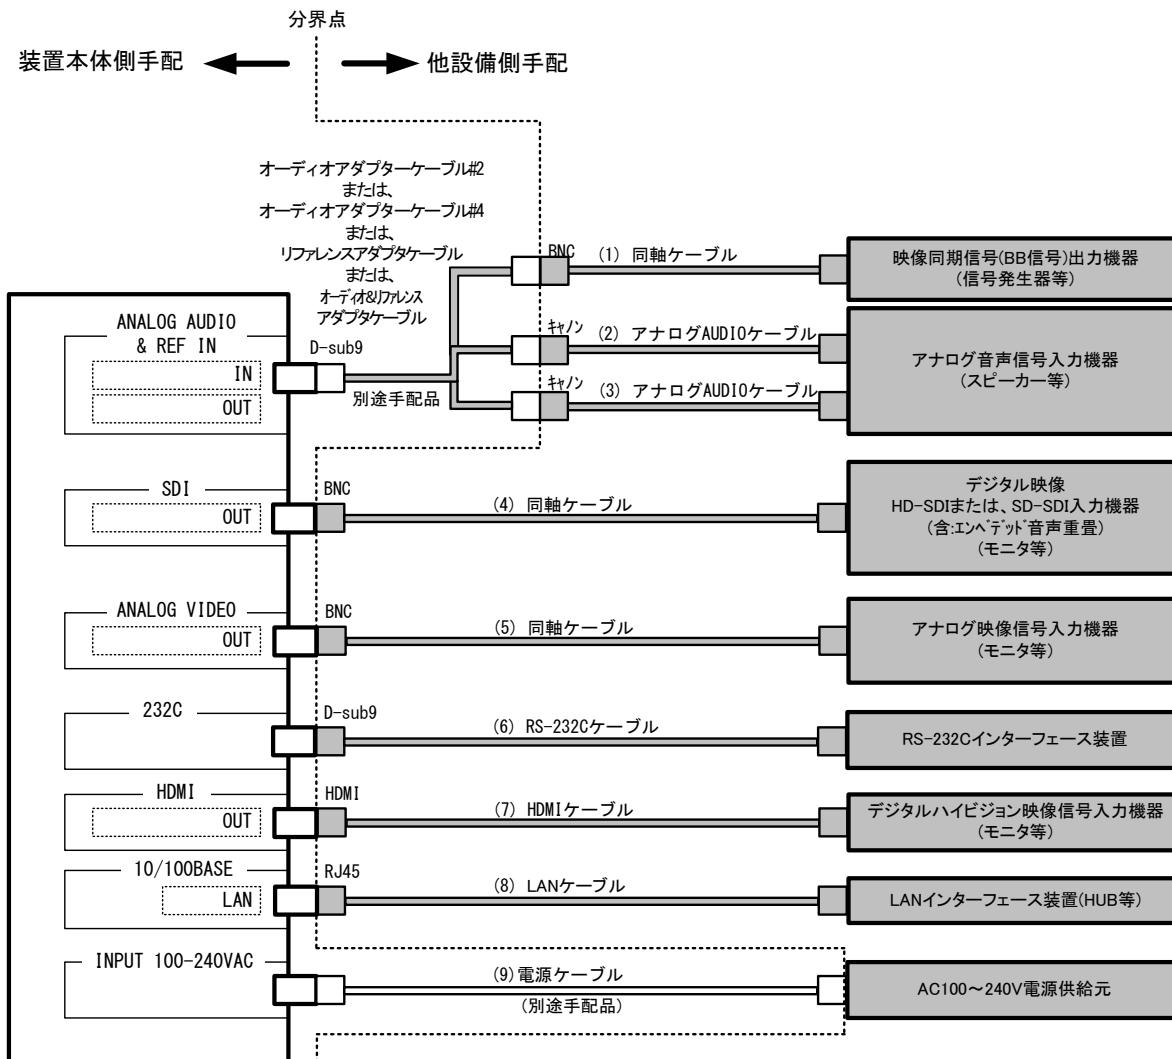 分界点
装置本体側手配
他設備側手配
オーディオアダプターケーブル#2
または、
オーディオアダプターケーブル#4
または、
リファレンスアダプタケーブル
または、
オーディオ&リファレンス
アダプタケーブル
ANALOG AUDIO
& REF IN
IN
OUT
D-sub9
別途手配品
BNC
(1) 同軸ケーブル
映像同期信号(BB信号)出力機器
(信号発生器等)
キャノン
(2) アナログAUDIOケーブル
キャノン
(3) アナログAUDIOケーブル
アナログ音声信号入力機器
(スピーカー等)
SDI
OUT
BNC
(4) 同軸ケーブル
デジタル映像
HD-SDIまたは、SD-SDI入力機器
(含:エンベデッド音声重畳)
(モニタ等)
ANALOG VIDEO
OUT
BNC
(5) 同軸ケーブル
アナログ映像信号入力機器
(モニタ等)
232C
D-sub9
(6) RS-232Cケーブル
RS-232Cインターフェース装置
HDMI
OUT
HDMI
(7) HDMIケーブル
デジタルハイビジョン映像信号入力機器
(モニタ等)
10/100BASE
LAN
RJ45
(8) LANケーブル
LANインターフェース装置(HUB等)
INPUT 100-240VAC
(9)電源ケーブル
(別途手配品)
AC100～240V電源供給元